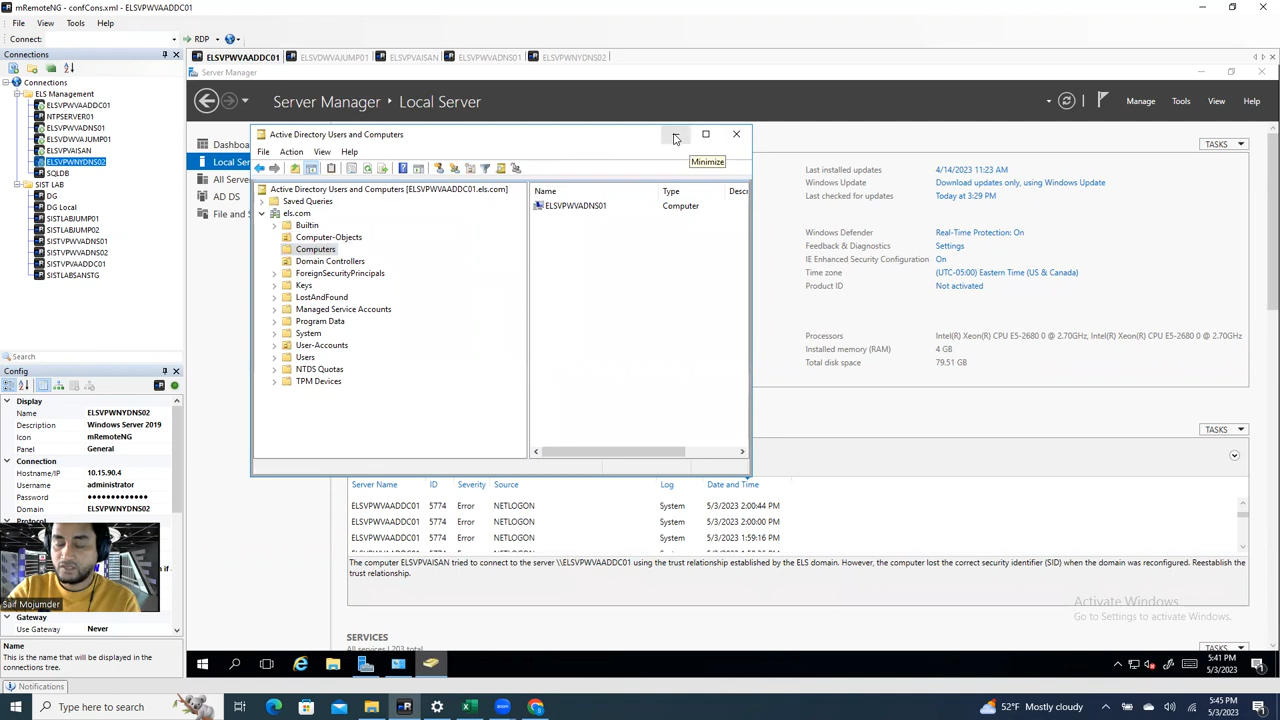 mRemoteNG - confCons.xml - ELSVPWVAADDC01
File View Tools Help
Connect: RDP
Connections
Connections
ELS Management
ELSVPWVAADDC01
NTPSERVER01
ELSVPWVADNS01
ELSVDWVAJUMP01
ELSVPWVAISAN
ELSVPWNYDNS02
SQLDB
SIST LAB
DG
DG Local
SISTLABJUMP01
SISTLABJUMP02
SISTVPWVADNS01
SISTVPWVADNS02
SISTVPWVAADDC01
SISTLABSANSTG
Search
Config
Display
Name ELSVPWNYDNS02
Description Windows Server 2019
Icon mRemoteNG
Panel General
Connection
Hostname/IP 10.15.90.4
Username administrator
Password ●●●●●●●●●●●●●
Domain ELSVPWNYDNS02
Protocol
Saif Mojumder
Gateway
Use Gateway Never
Name
This is the name that will be displayed in the
connections tree.
Notifications
ELSVPWVAADDC01 ELSVDWVAJUMP01 ELSVPWVAISAN ELSVPWVADNS01 ELSVPWNYDNS02
Server Manager
Server Manager Local Server
Manage Tools View Help
Dashboa
Local Ser
All Serve
AD DS
File and S
TASKS
Last installed updates 4/14/2023 11:23 AM
Windows Update Download updates only, using Windows Update
Last checked for updates Today at 3:29 PM
Windows Defender Real-Time Protection: On
Feedback & Diagnostics Settings
IE Enhanced Security Configuration On
Time zone (UTC-05:00) Eastern Time (US & Canada)
Product ID Not activated
Processors Intel(R) Xeon(R) CPU E5-2680 0 @ 2.70GHz, Intel(R) Xeon(R) CPU E5-2680 0 @ 2.70GHz
Installed memory (RAM) 4 GB
Total disk space 79.51 GB
Active Directory Users and Computers
Minimize
File Action View Help
Active Directory Users and Computers [ELSVPWVAADDC01.els.com]
Saved Queries
els.com
Builtin
Computer-Objects
Computers
Domain Controllers
ForeignSecurityPrincipals
Keys
LostAndFound
Managed Service Accounts
Program Data
System
User-Accounts
Users
NTDS Quotas
TPM Devices
Name Type Descr
ELSVPWVADNS01 Computer
TASKS
Server Name ID Severity Source Log Date and Time
ELSVPWVAADDC01 5774 Error NETLOGON System 5/3/2023 2:00:44 PM
ELSVPWVAADDC01 5774 Error NETLOGON System 5/3/2023 2:00:00 PM
ELSVPWVAADDC01 5774 Error NETLOGON System 5/3/2023 1:59:16 PM
The computer ELSVPWVAISAN tried to connect to the server \\ELSVPWVAADDC01 using the trust relationship established by the ELS domain. However, the computer lost the correct security identifier (SID) when the domain was reconfigured. Reestablish the
trust relationship.
Activate Windows
Go to Settings to activate Windows.
SERVICES
All services | 203 total
TASKS
5:41 PM
5/3/2023
Type here to search
52°F Mostly cloudy
5:45 PM
5/3/2023